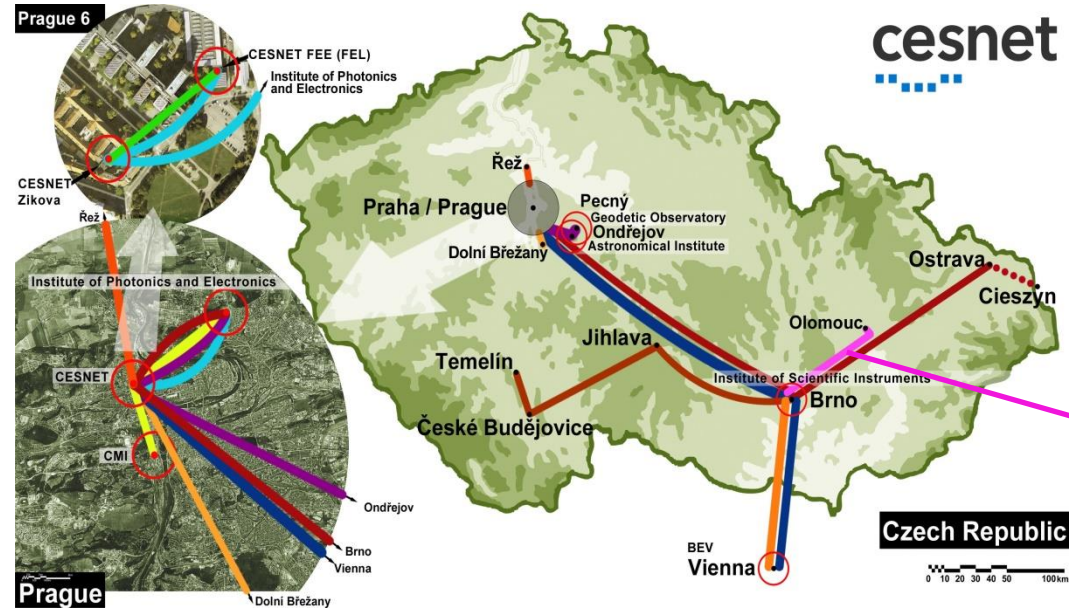 Prague 6
CESNET FEE (FEL)
Institute of Photonics
and Electronics
CESNET
Zikova
Řež
Institute of Photonics and Electronics
CESNET
CMI
Ondřejov
Brno
Vienna
Dolní Břežany
Prague
cesnet
Řež
Praha / Prague
Pecný
Geodetic Observatory
Ondřejov
Astronomical Institute
Dolní Břežany
Ostrava
Cieszyn
Olomouc
Jihlava
Temelín
Institute of Scientific Instruments
Brno
České Budějovice
BEV
Vienna
Czech Republic
0 10 20 30 40 50 100km